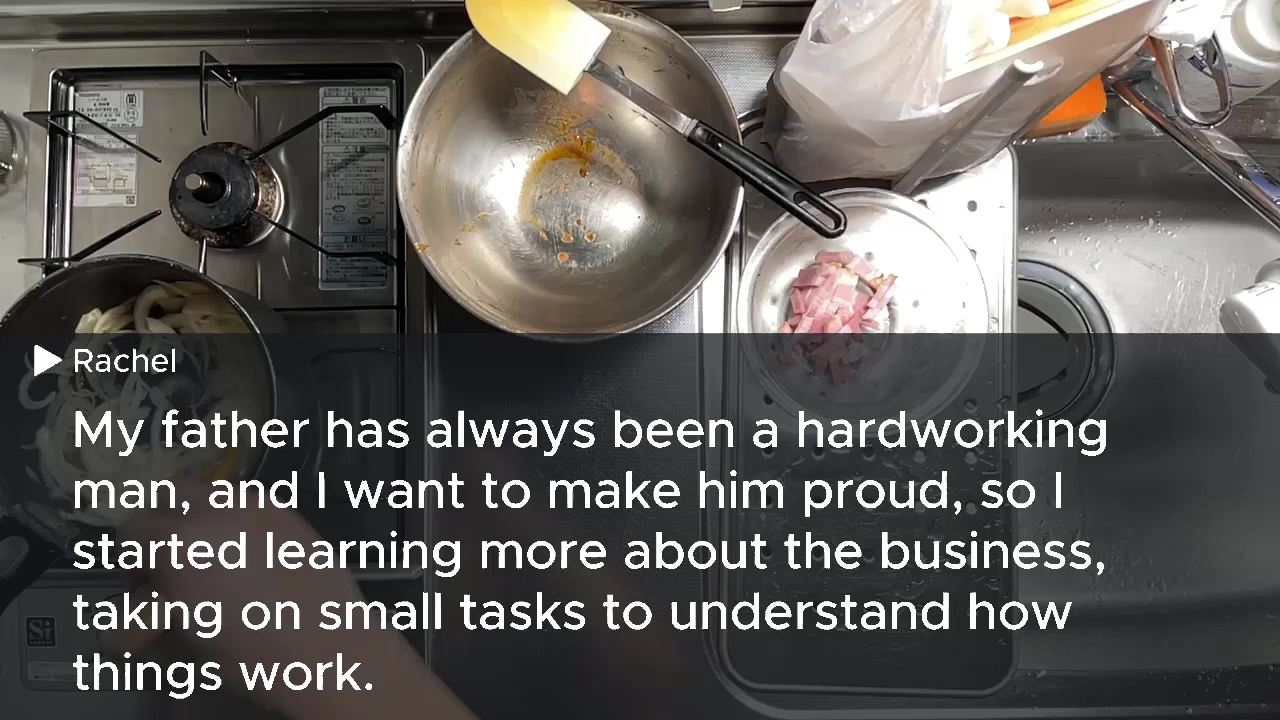 Rachel
My father has always been a hardworking
man, and I want to make him proud, so I
started learning more about the business,
taking on small tasks to understand how
things work.
Si